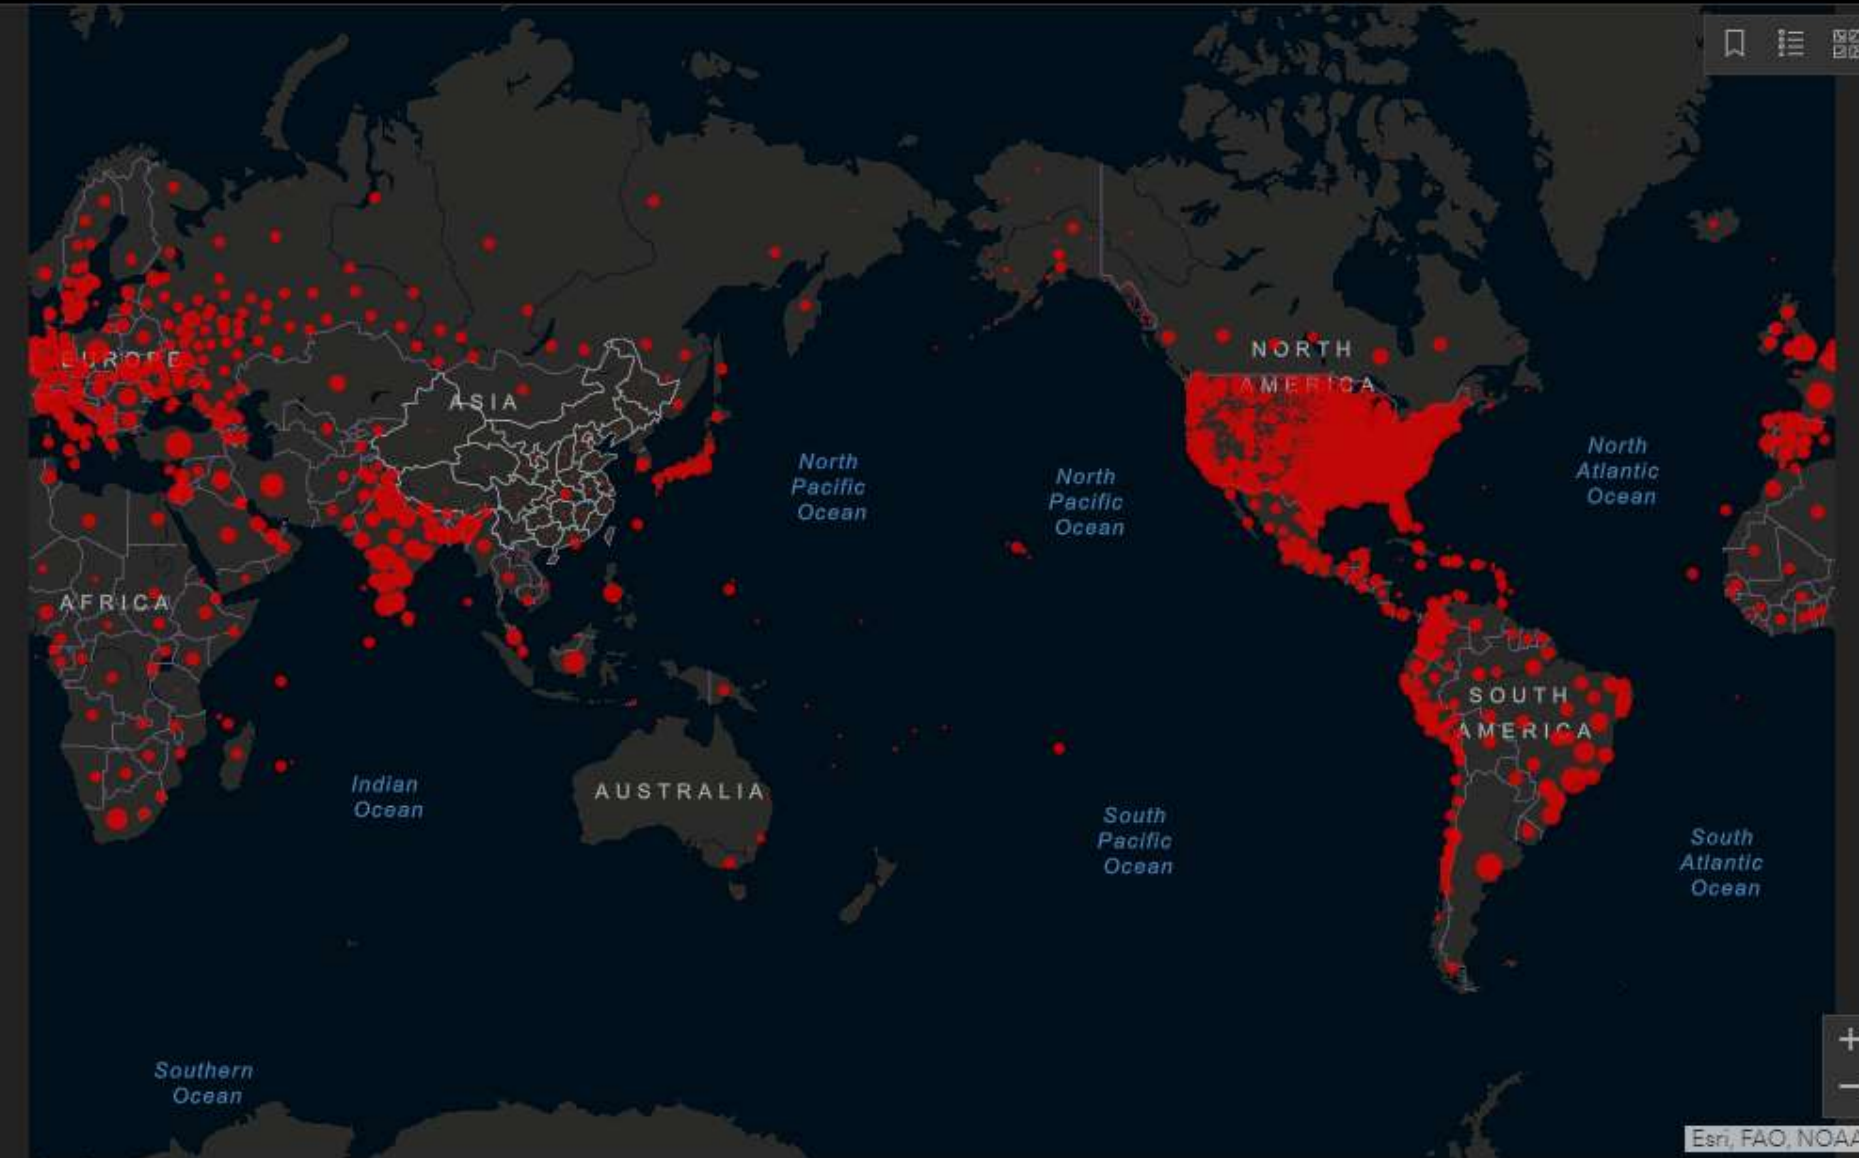 EUROPE
ASIA
NORTH
AMERICA
North
Pacific
Ocean
North
Pacific
Ocean
North
Atlantic
Ocean
AFRICA
SOUTH
AMERICA
Indian
Ocean
AUSTRALIA
South
Pacific
Ocean
South
Atlantic
Ocean
Southern
Ocean
Esri, FAO, NOAA